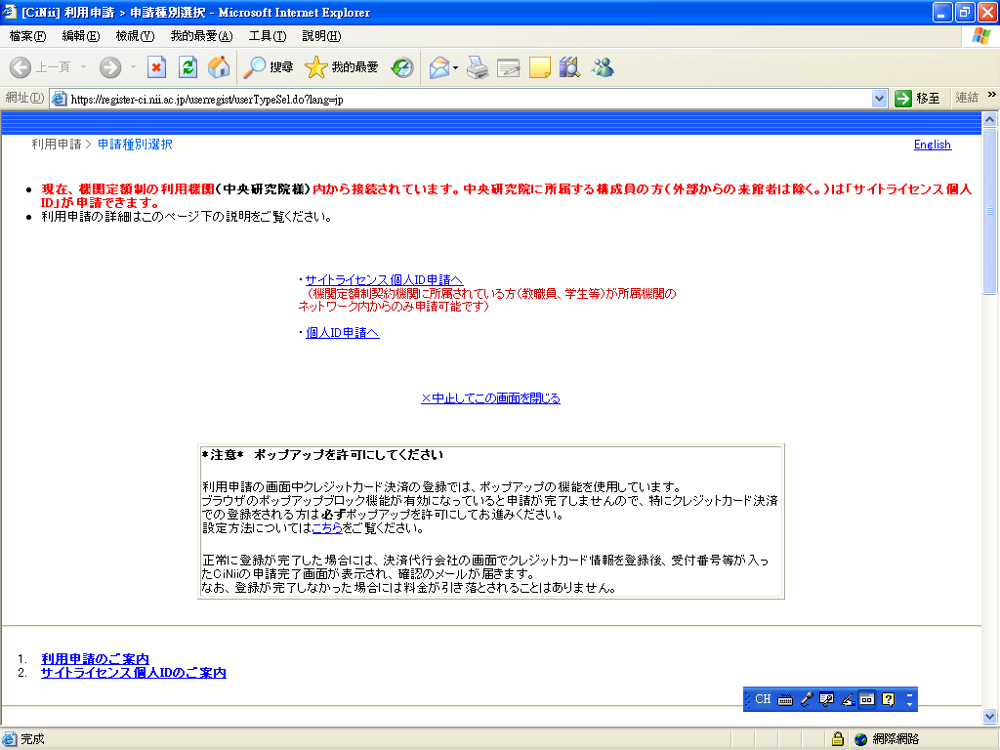 [CiNii] 利用申請 > 申請種別選択 - Microsoft Internet Explorer
檔案(F) 編輯(E) 檢視(V) 我的最愛(A) 工具(T) 說明(H)
上一頁 搜尋 我的最愛
網址(D) https://register-ci.nii.ac.jp/userregist/userTypeSel.do?lang=jp 移至 連結 »
利用申請 > 申請種別選択 English
• 現在、機関定額制の利用機関(中央研究院様)内から接続されています。中央研究院に所属する構成員の方(外部からの来館者は除く。)は「サイトライセンス個人
ID」が申請できます。
• 利用申請の詳細はこのページ下の説明をご覧ください。
・サイトライセンス個人ID申請へ
(機関定額制契約機関に所属されている方(教職員、学生等)が所属機関の
ネットワーク内からのみ申請可能です)
・個人ID申請へ
×中止してこの画面を閉じる
*注意* ポップアップを許可にしてください
利用申請の画面中クレジットカード決済の登録では、ポップアップの機能を使用しています。
ブラウザのポップアップブロック機能が有効になっていると申請が完了しませんので、特にクレジットカード決済
での登録をされる方は必ずポップアップを許可にしてお進みください。
設定方法についてはこちらをご覧ください。
正常に登録が完了した場合には、決済代行会社の画面でクレジットカード情報を登録後、受付番号等が入っ
たCiNiiの申請完了画面が表示され、確認のメールが届きます。
なお、登録が完了しなかった場合には料金が引き落とされることはありません。
1. 利用申請のご案内
2. サイトライセンス個人IDのご案内
CH
完成 網際網路